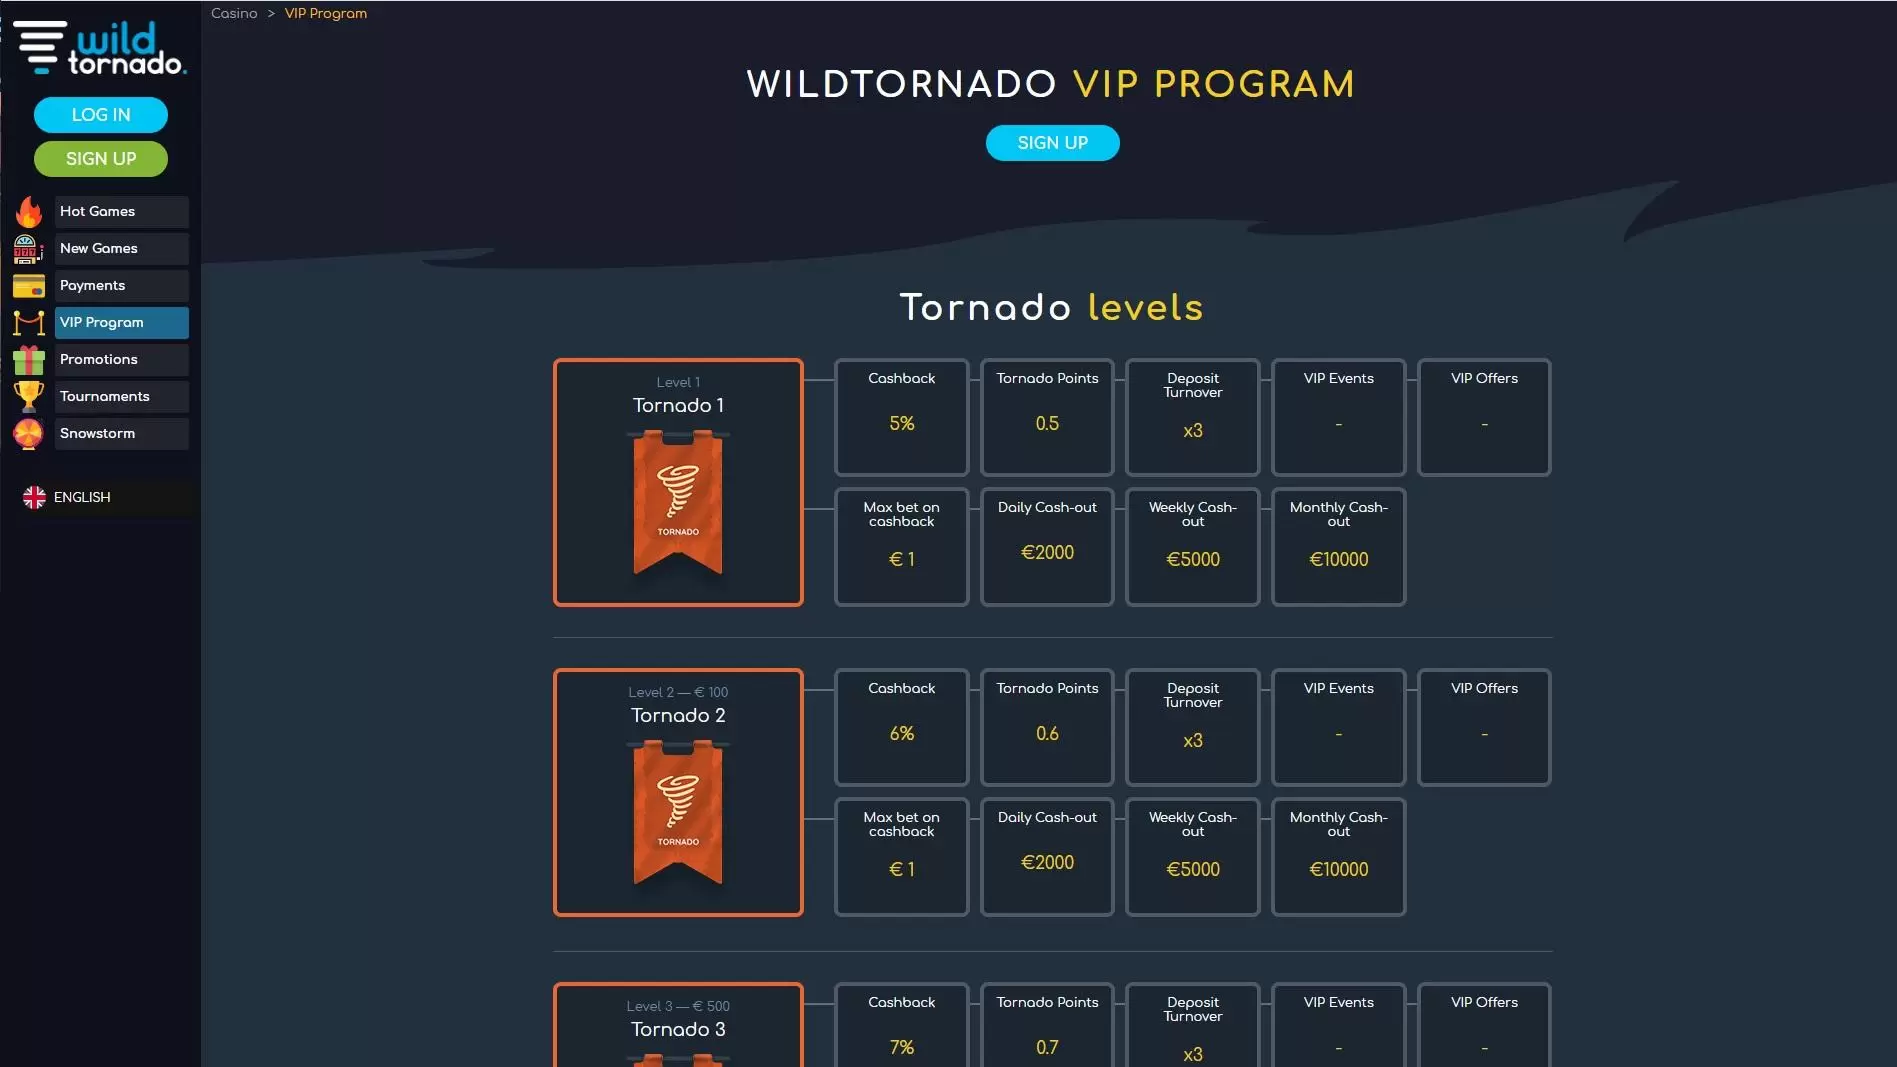 Casino > VIP Program
wild
tornado.
LOG IN
SIGN UP
Hot Games
New Games
Payments
VIP Program
Promotions
Tournaments
Snowstorm
ENGLISH
WILDTORNADO VIP PROGRAM
SIGN UP
Tornado levels
Level 1
Tornado 1
TORNADO
Cashback
5%
Tornado Points
0.5
Deposit
Turnover
x3
VIP Events
-
VIP Offers
-
Max bet on
cashback
€ 1
Daily Cash-out
€2000
Weekly Cash-
out
€5000
Monthly Cash-
out
€10000
Level 2 — € 100
Tornado 2
TORNADO
Cashback
6%
Tornado Points
0.6
Deposit
Turnover
x3
VIP Events
-
VIP Offers
-
Max bet on
cashback
€ 1
Daily Cash-out
€2000
Weekly Cash-
out
€5000
Monthly Cash-
out
€10000
Level 3 — € 500
Tornado 3
Cashback
7%
Tornado Points
0.7
Deposit
Turnover
x3
VIP Events
-
VIP Offers
-